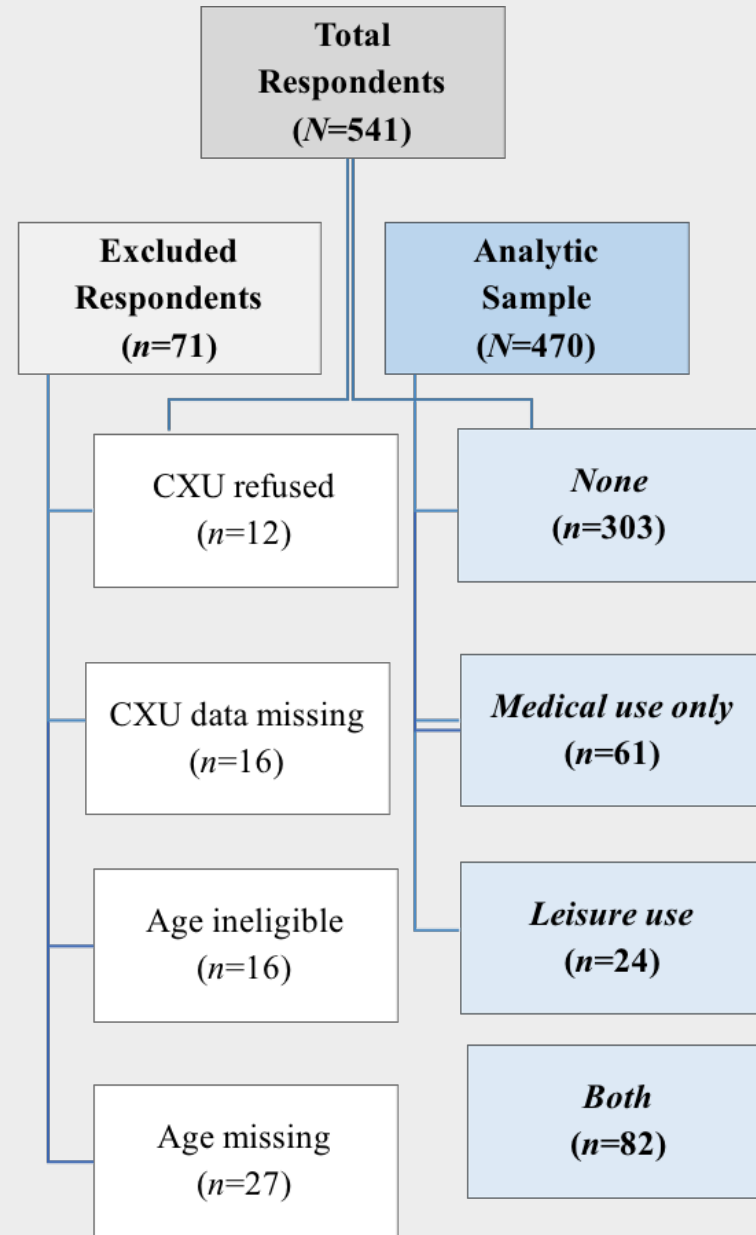 Total
Respondents
(N=541)
Excluded
Respondents
(n=71)
Analytic
Sample
(N=470)
CXU refused
(n=12)
None
(n=303)
CXU data missing
(n=16)
Medical use only
(n=61)
Age ineligible
(n=16)
Leisure use
(n=24)
Age missing
(n=27)
Both
(n=82)